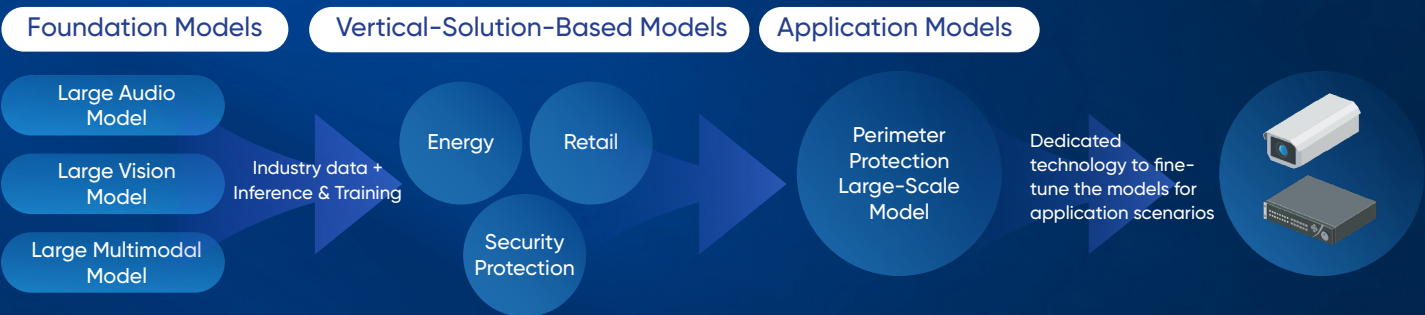 Foundation Models
Vertical-Solution-Based Models
Application Models
Large Audio
Model
Large Vision
Model
Large Multimodal
Model
Industry data +
Inference & Training
Energy
Retail
Security
Protection
Perimeter
Protection
Large-Scale
Model
Dedicated
technology to fine-
tune the models for
application scenarios